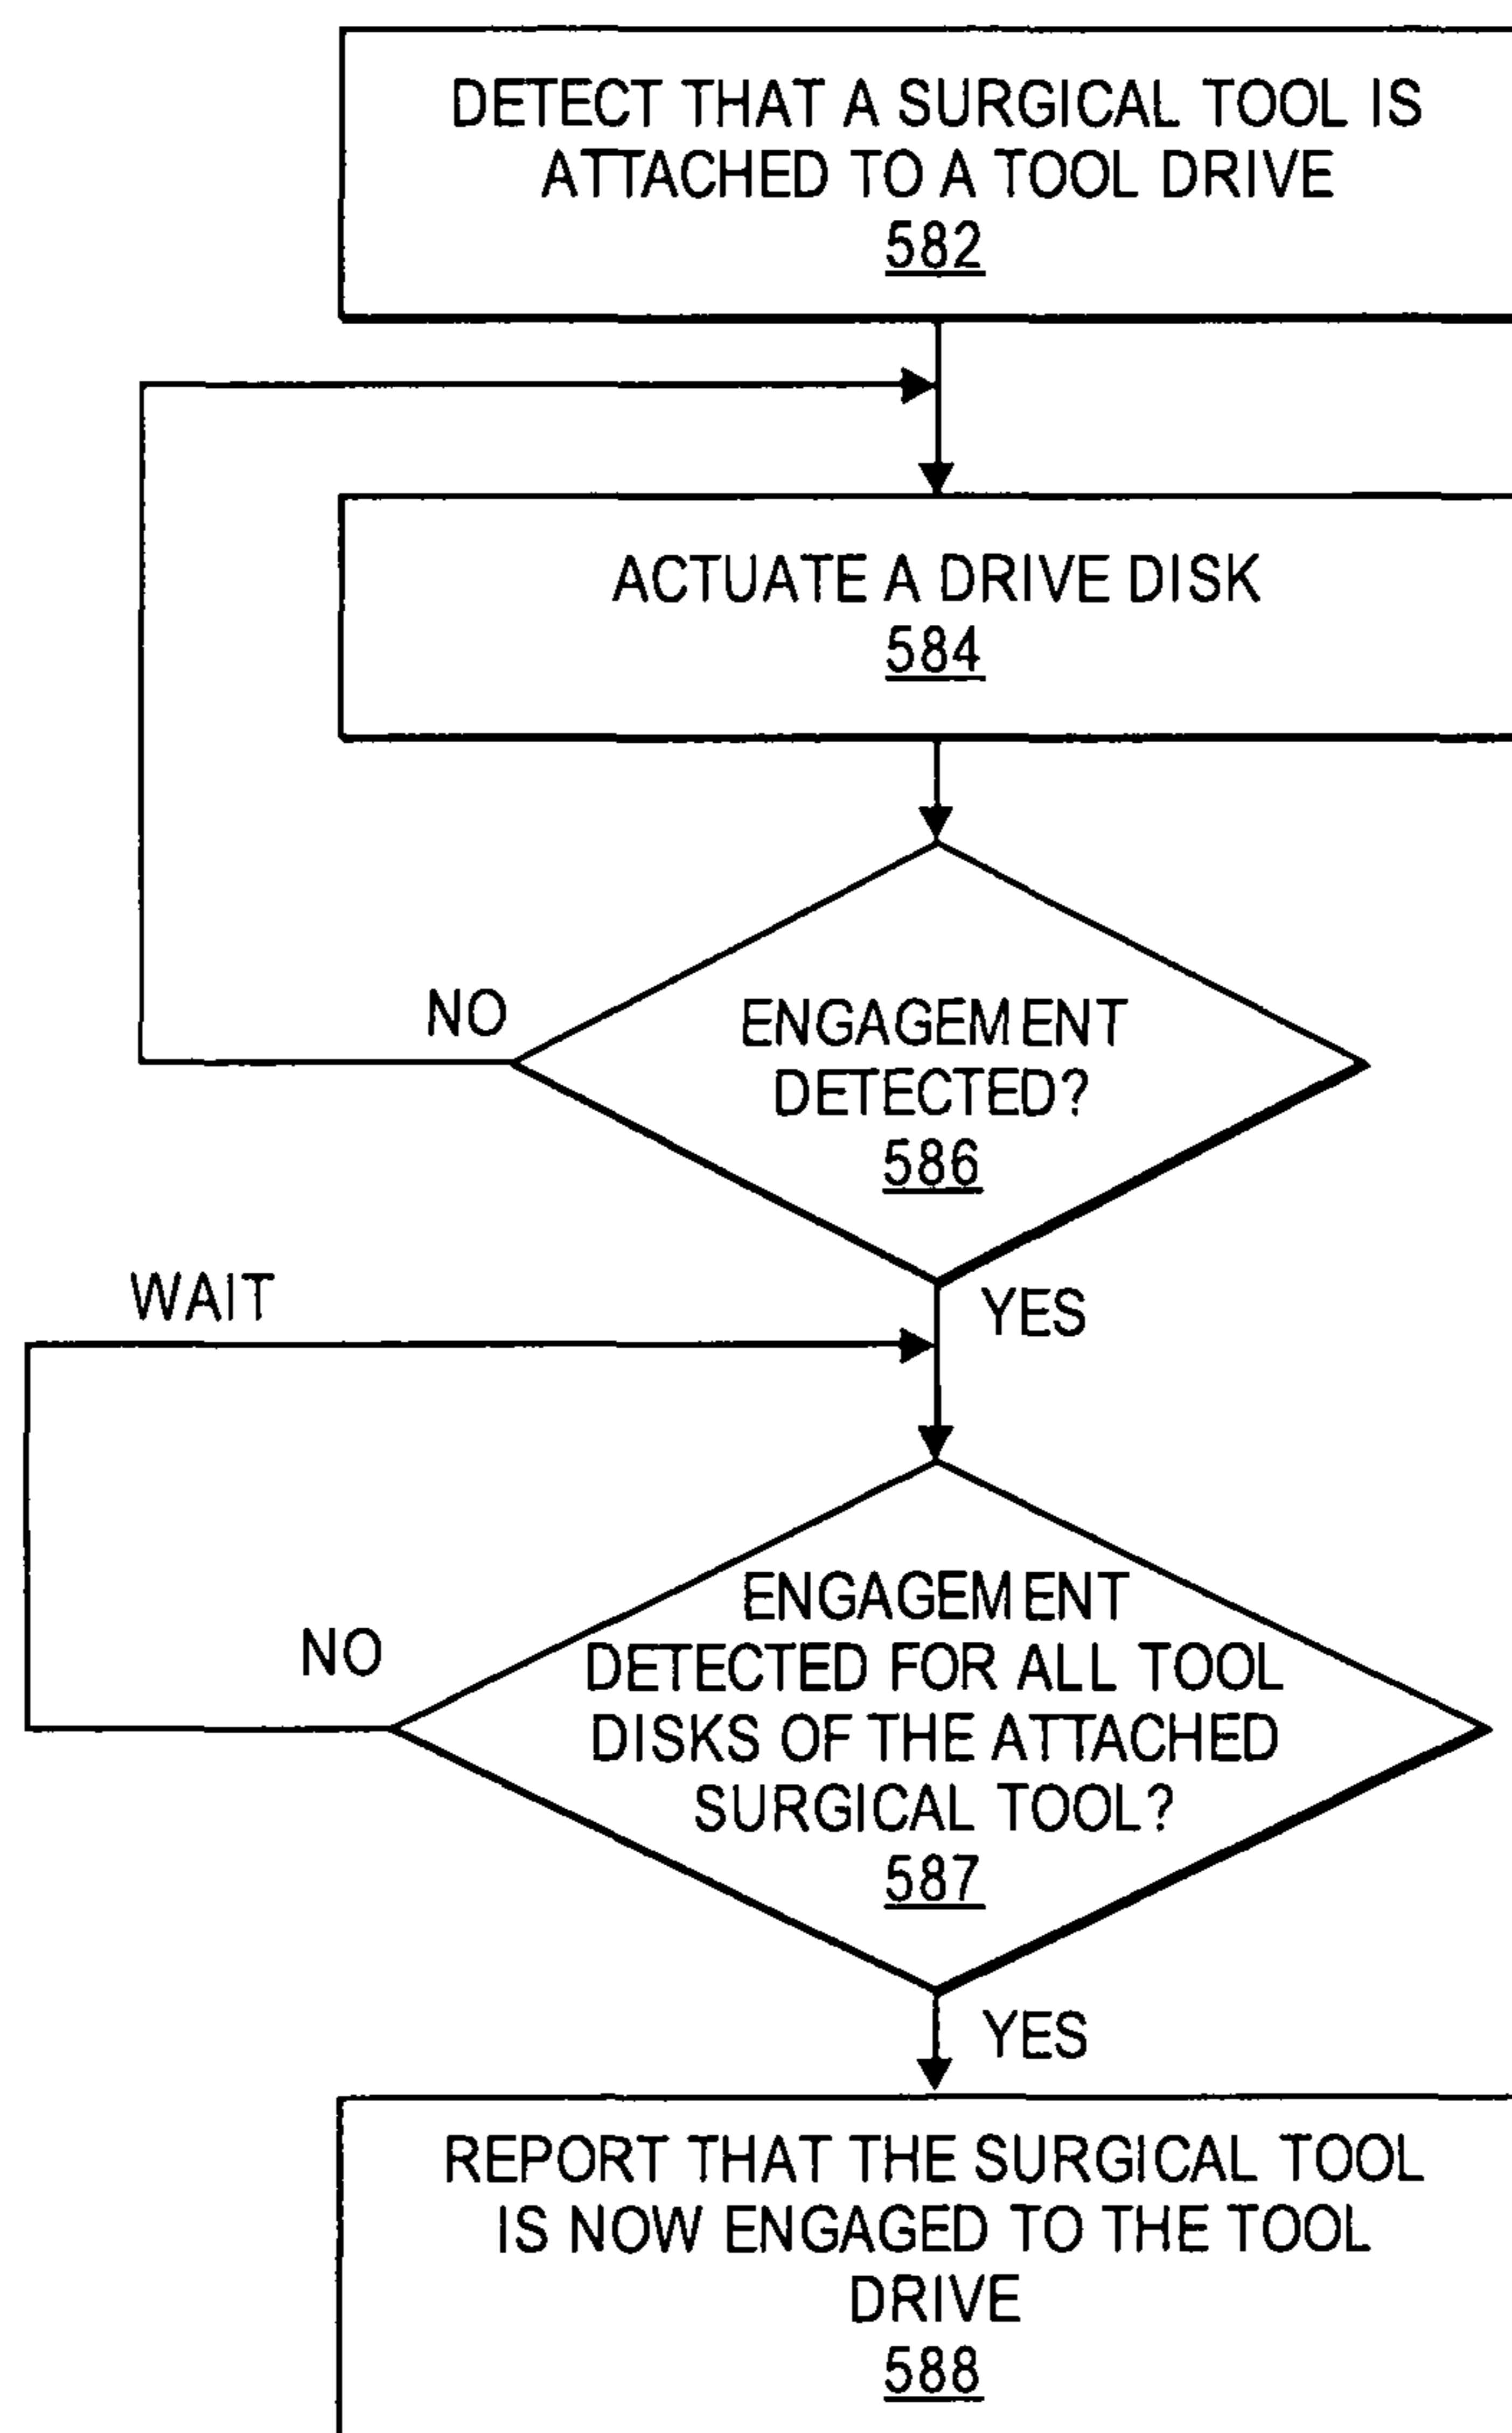 DETECT THAT A SURGICAL TOOL IS
ATTACHED TO A TOOL DRIVE
582
ACTUATE A DRIVE DISK
584
NO
ENGAGEMENT
DETECTED?
586
WAIT
YES
NO
ENGAGEMENT
DETECTED FOR ALL TOOL
DISKS OF THE ATTACHED
SURGICAL TOOL?
587
YES
REPORT THAT THE SURGICAL TOOL
IS NOW ENGAGED TO THE TOOL
DRIVE
588